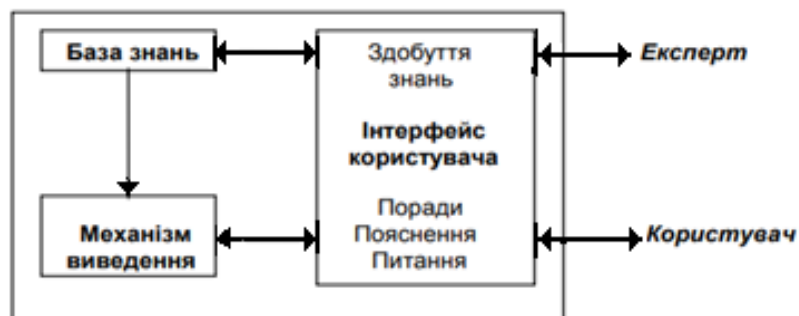 База знань
Здобуття
знань
Експерт
Інтерфейс
користувача
Механізм
виведення
Поради
Пояснення
Питання
Користувач